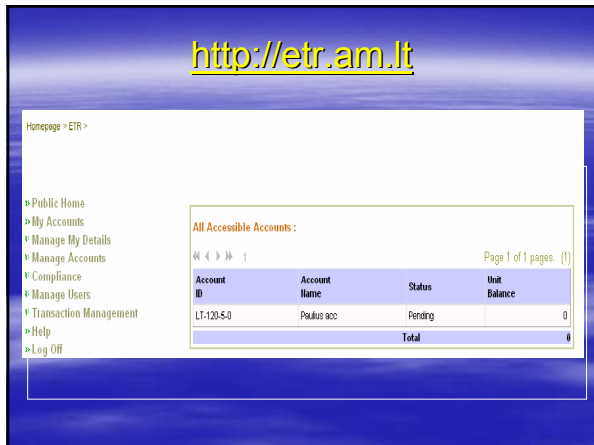 http://etr.am.lt
Homepage > ETR >
» Public Home
» My Accounts
» Manage My Details
» Manage Accounts
» Compliance
» Manage Users
» Transaction Management
» Help
» Log Off
All Accessible Accounts :
1 Page 1 of 1 pages. (1)
Account ID Account Name Status Unit Balance
LT-120-5-0 Paulius acc Pending 0
Total 0